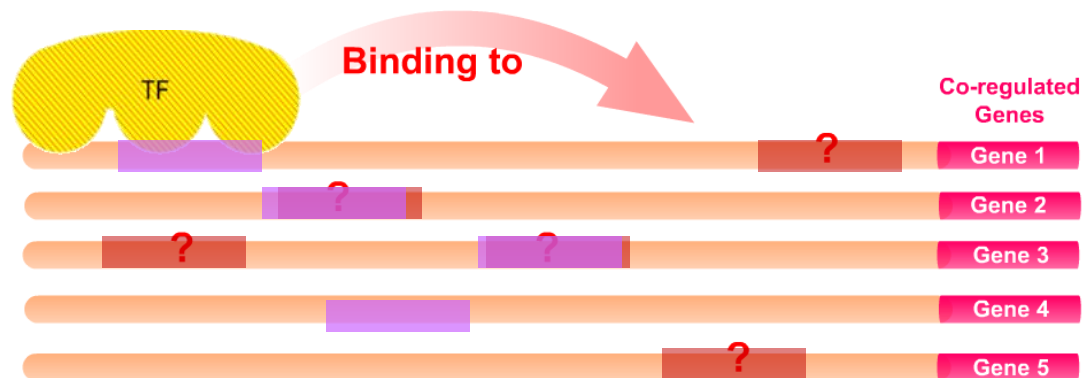 TF
Binding to
Co-regulated
Genes
?
Gene 1
?
Gene 2
?
?
Gene 3
Gene 4
?
Gene 5